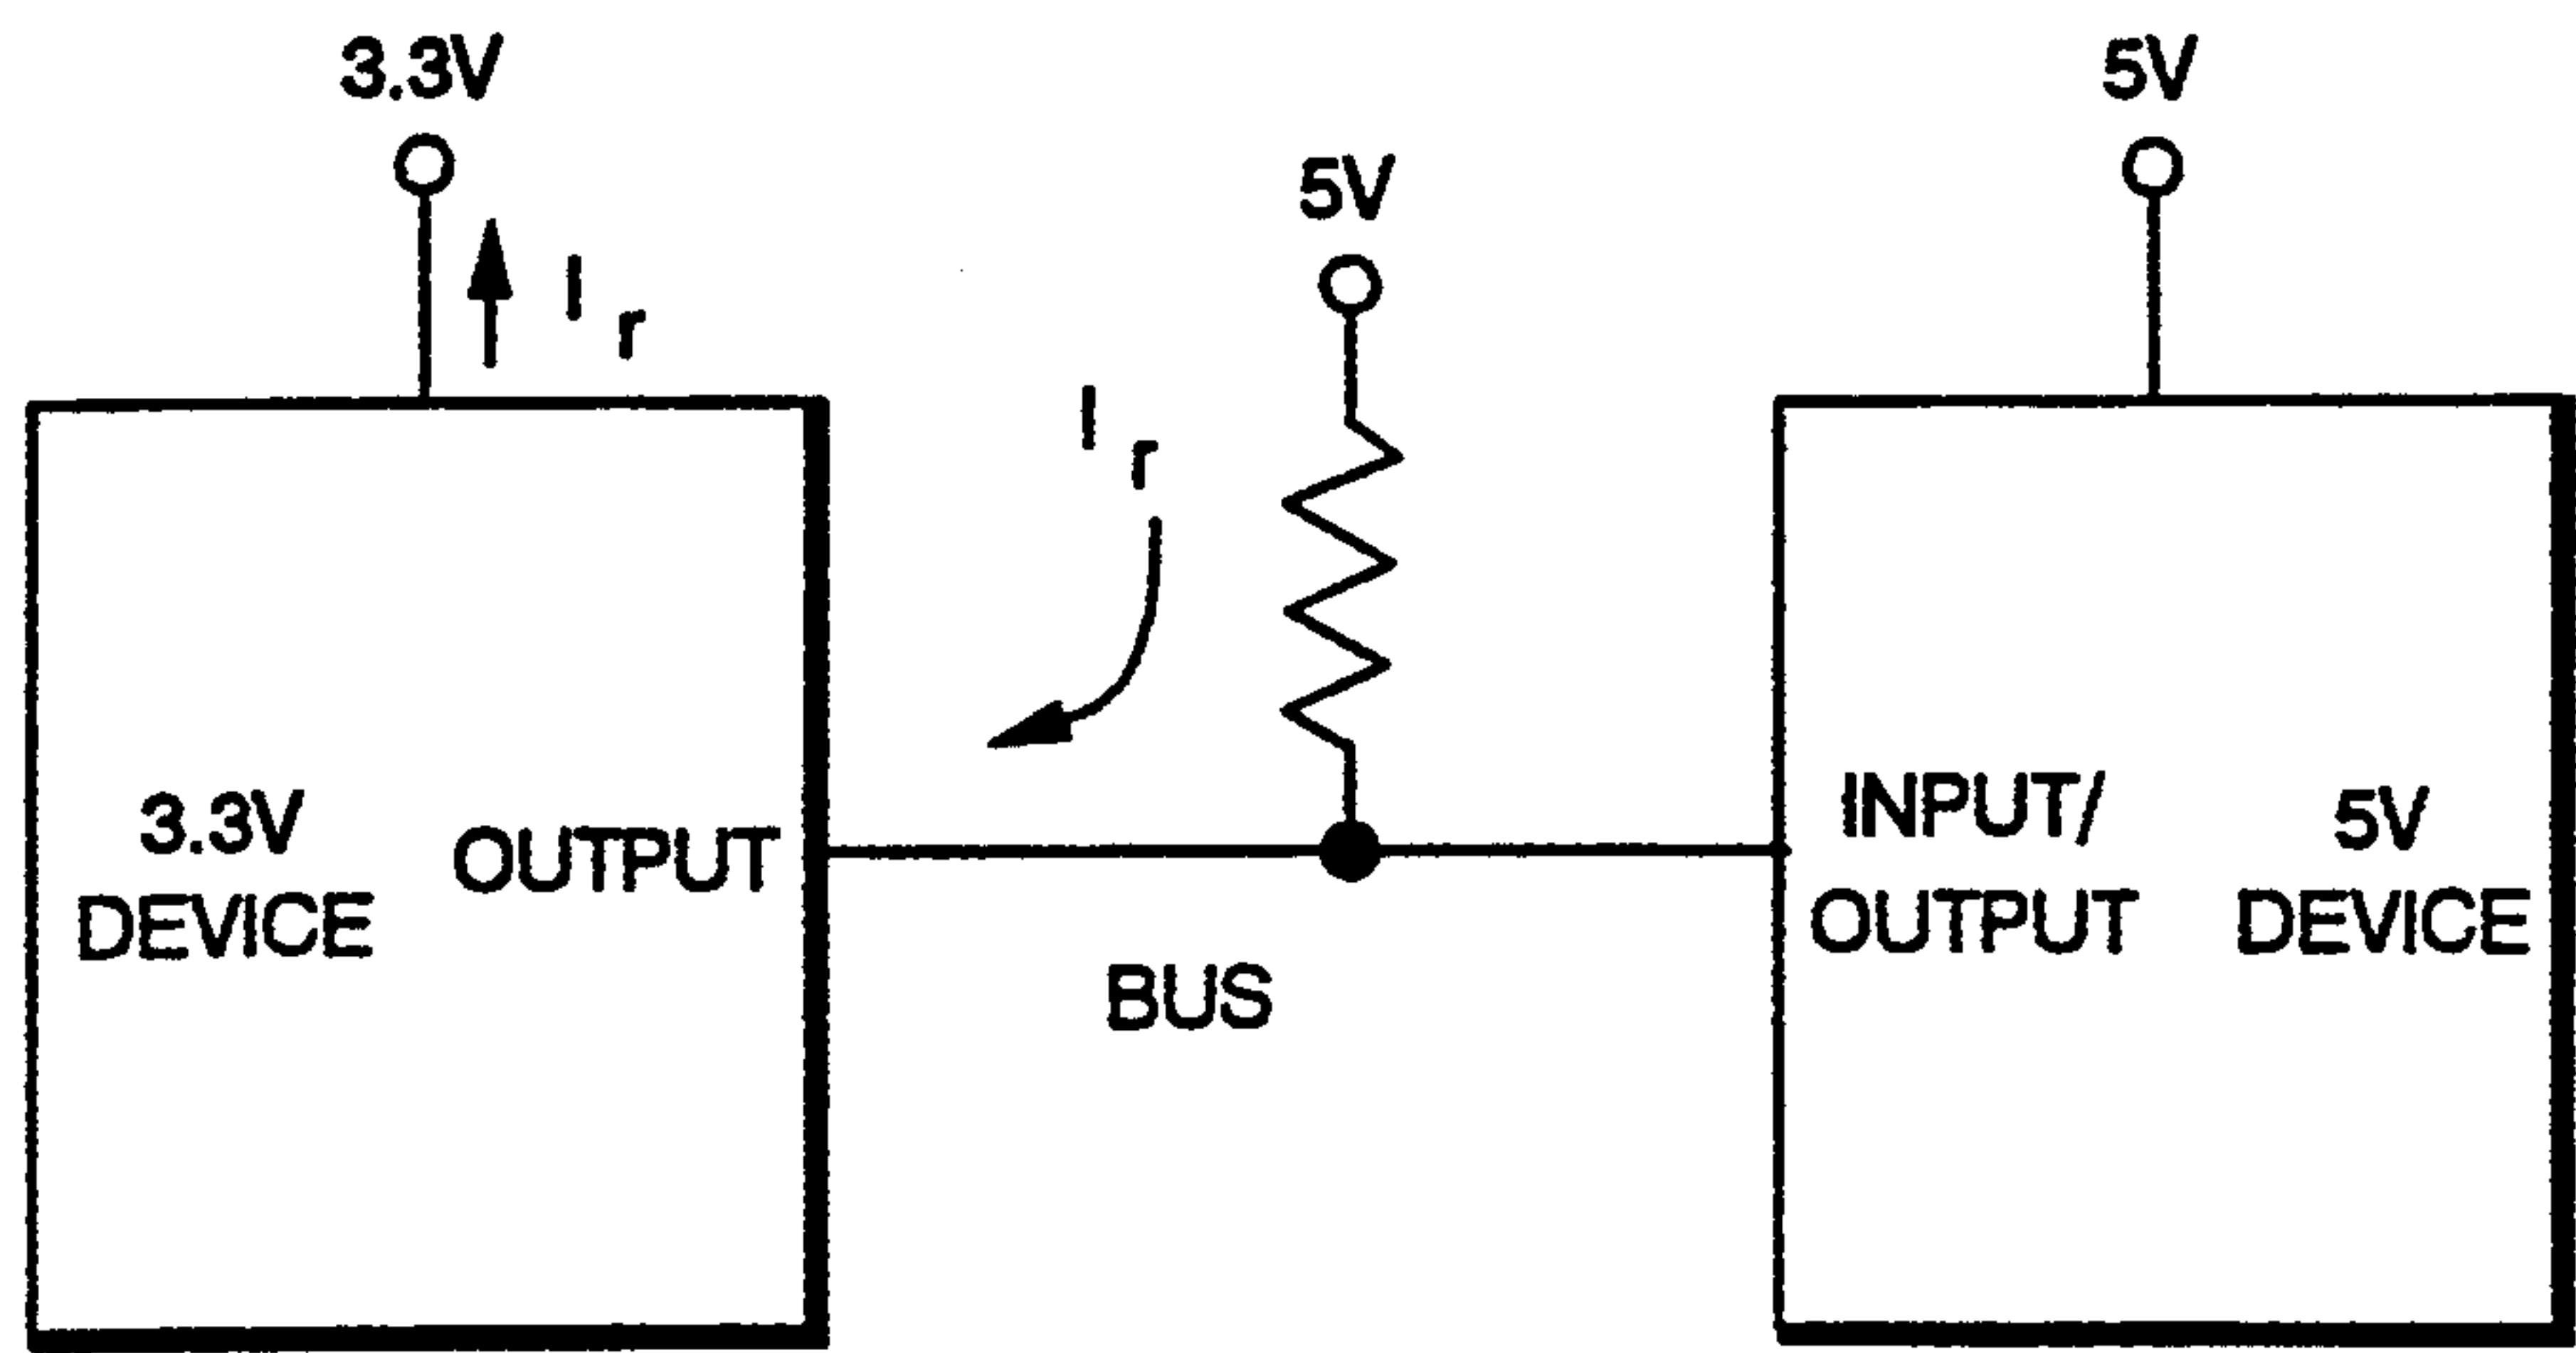 3.3V
5V
5V
I r
I r
3.3V
DEVICE
OUTPUT
INPUT/
OUTPUT
5V
DEVICE
BUS